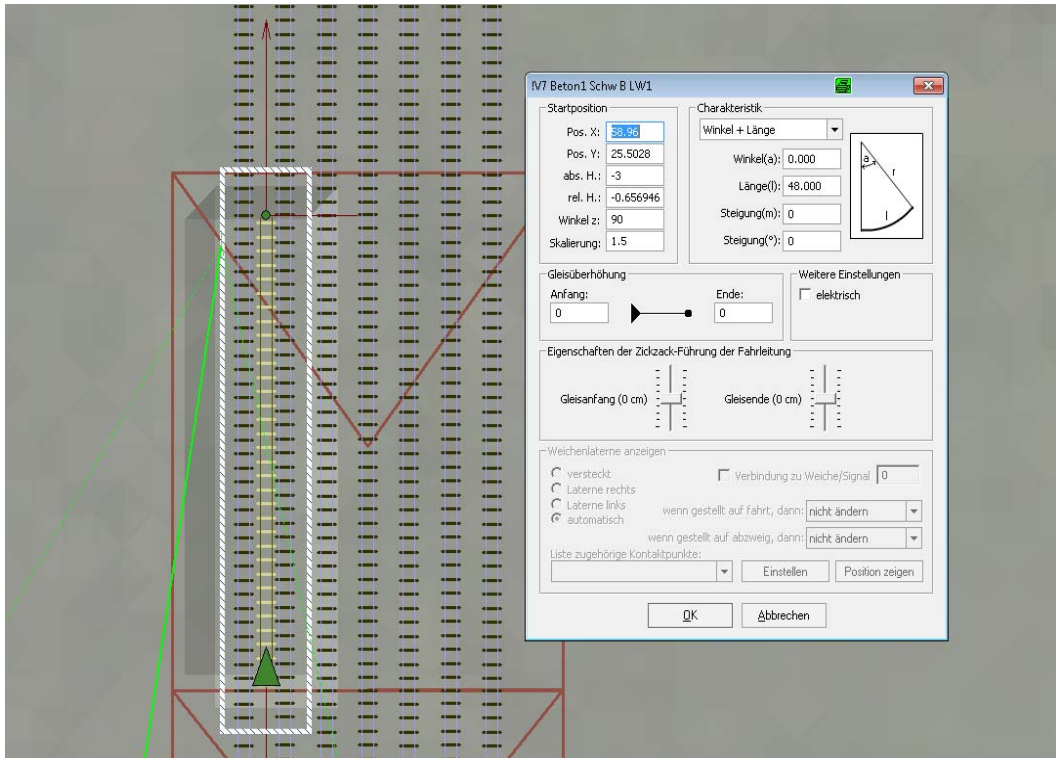 !V7 Beton1 Schw B LW1
Startposition
Pos. X: 58.96
Pos. Y: 25.5028
abs. H.: -3
rel. H.: -0.656946
Winkel z: 90
Skalierung: 1.5
Charakteristik
Winkel + Länge
Winkel(a): 0.000
Länge(l): 48.000
Steigung(m): 0
Steigung(°): 0
a
r
l
Gleisüberhöhung
Anfang: Ende:
0 0
Weitere Einstellungen
elektrisch
Eigenschaften der Zickzack-Führung der Fahrleitung
Gleisanfang (0 cm) Gleisende (0 cm)
Weichenlaterne anzeigen
versteckt
Laterne rechts
Laterne links
automatisch
Verbindung zu Weiche/Signal 0
wenn gestellt auf fahrt, dann: nicht ändern
wenn gestellt auf abzweig, dann: nicht ändern
Liste zugehörige Kontaktpunkte:
Einstellen Position zeigen
OK Abbrechen